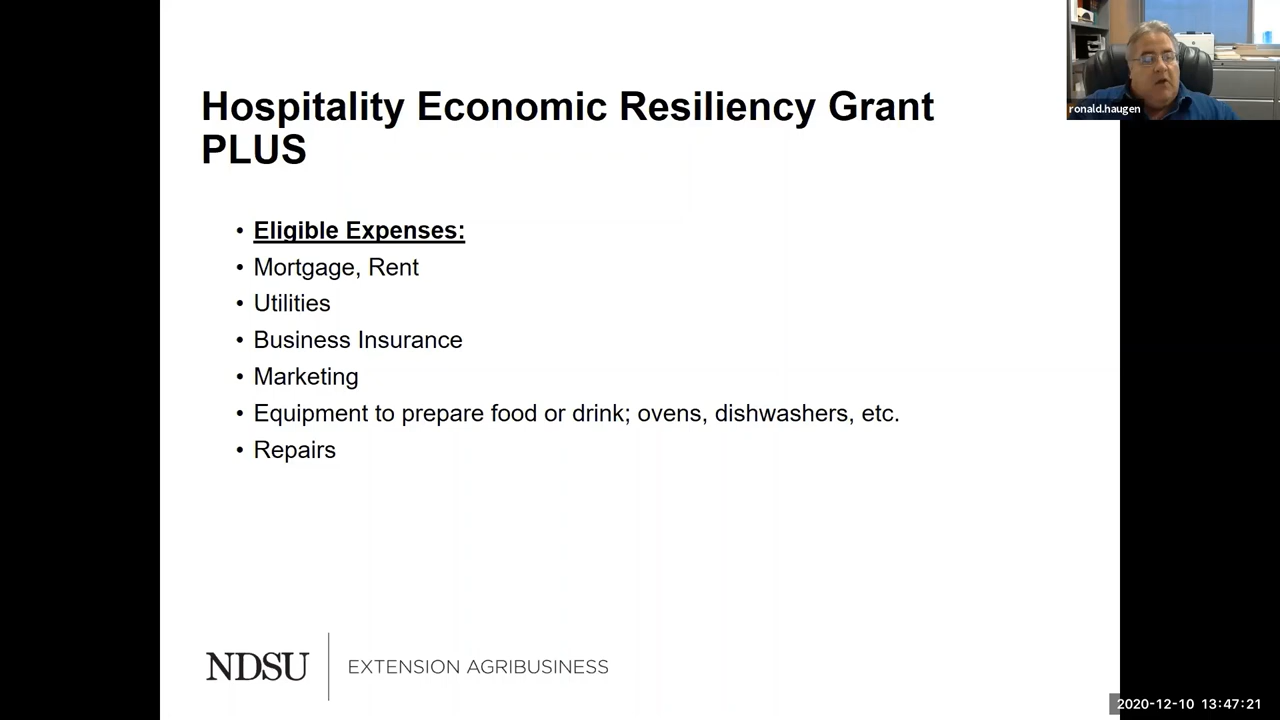 Hospitality Economic Resiliency Grant
PLUS
• Eligible Expenses:
• Mortgage, Rent
• Utilities
• Business Insurance
• Marketing
• Equipment to prepare food or drink; ovens, dishwashers, etc.
• Repairs
NDSU EXTENSION AGRIBUSINESS
ronald.haugen
2020-12-10 13:47:21